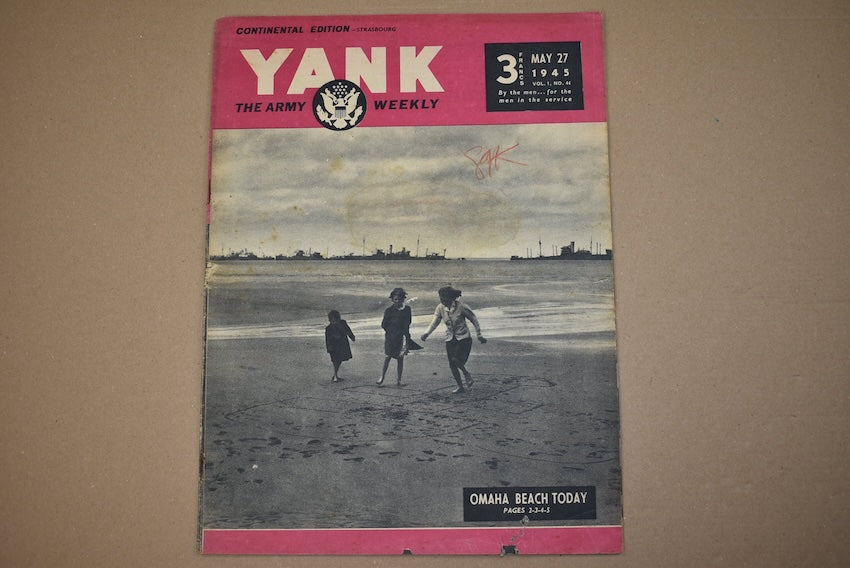 CONTINENTAL EDITION – STRASBOURG
YANK
THE ARMY WEEKLY
3 FRANCS
MAY 27
1945
VOL. 1, NO. 44
By the men...for the
men in the service
OMAHA BEACH TODAY
PAGES 2-3-4-5